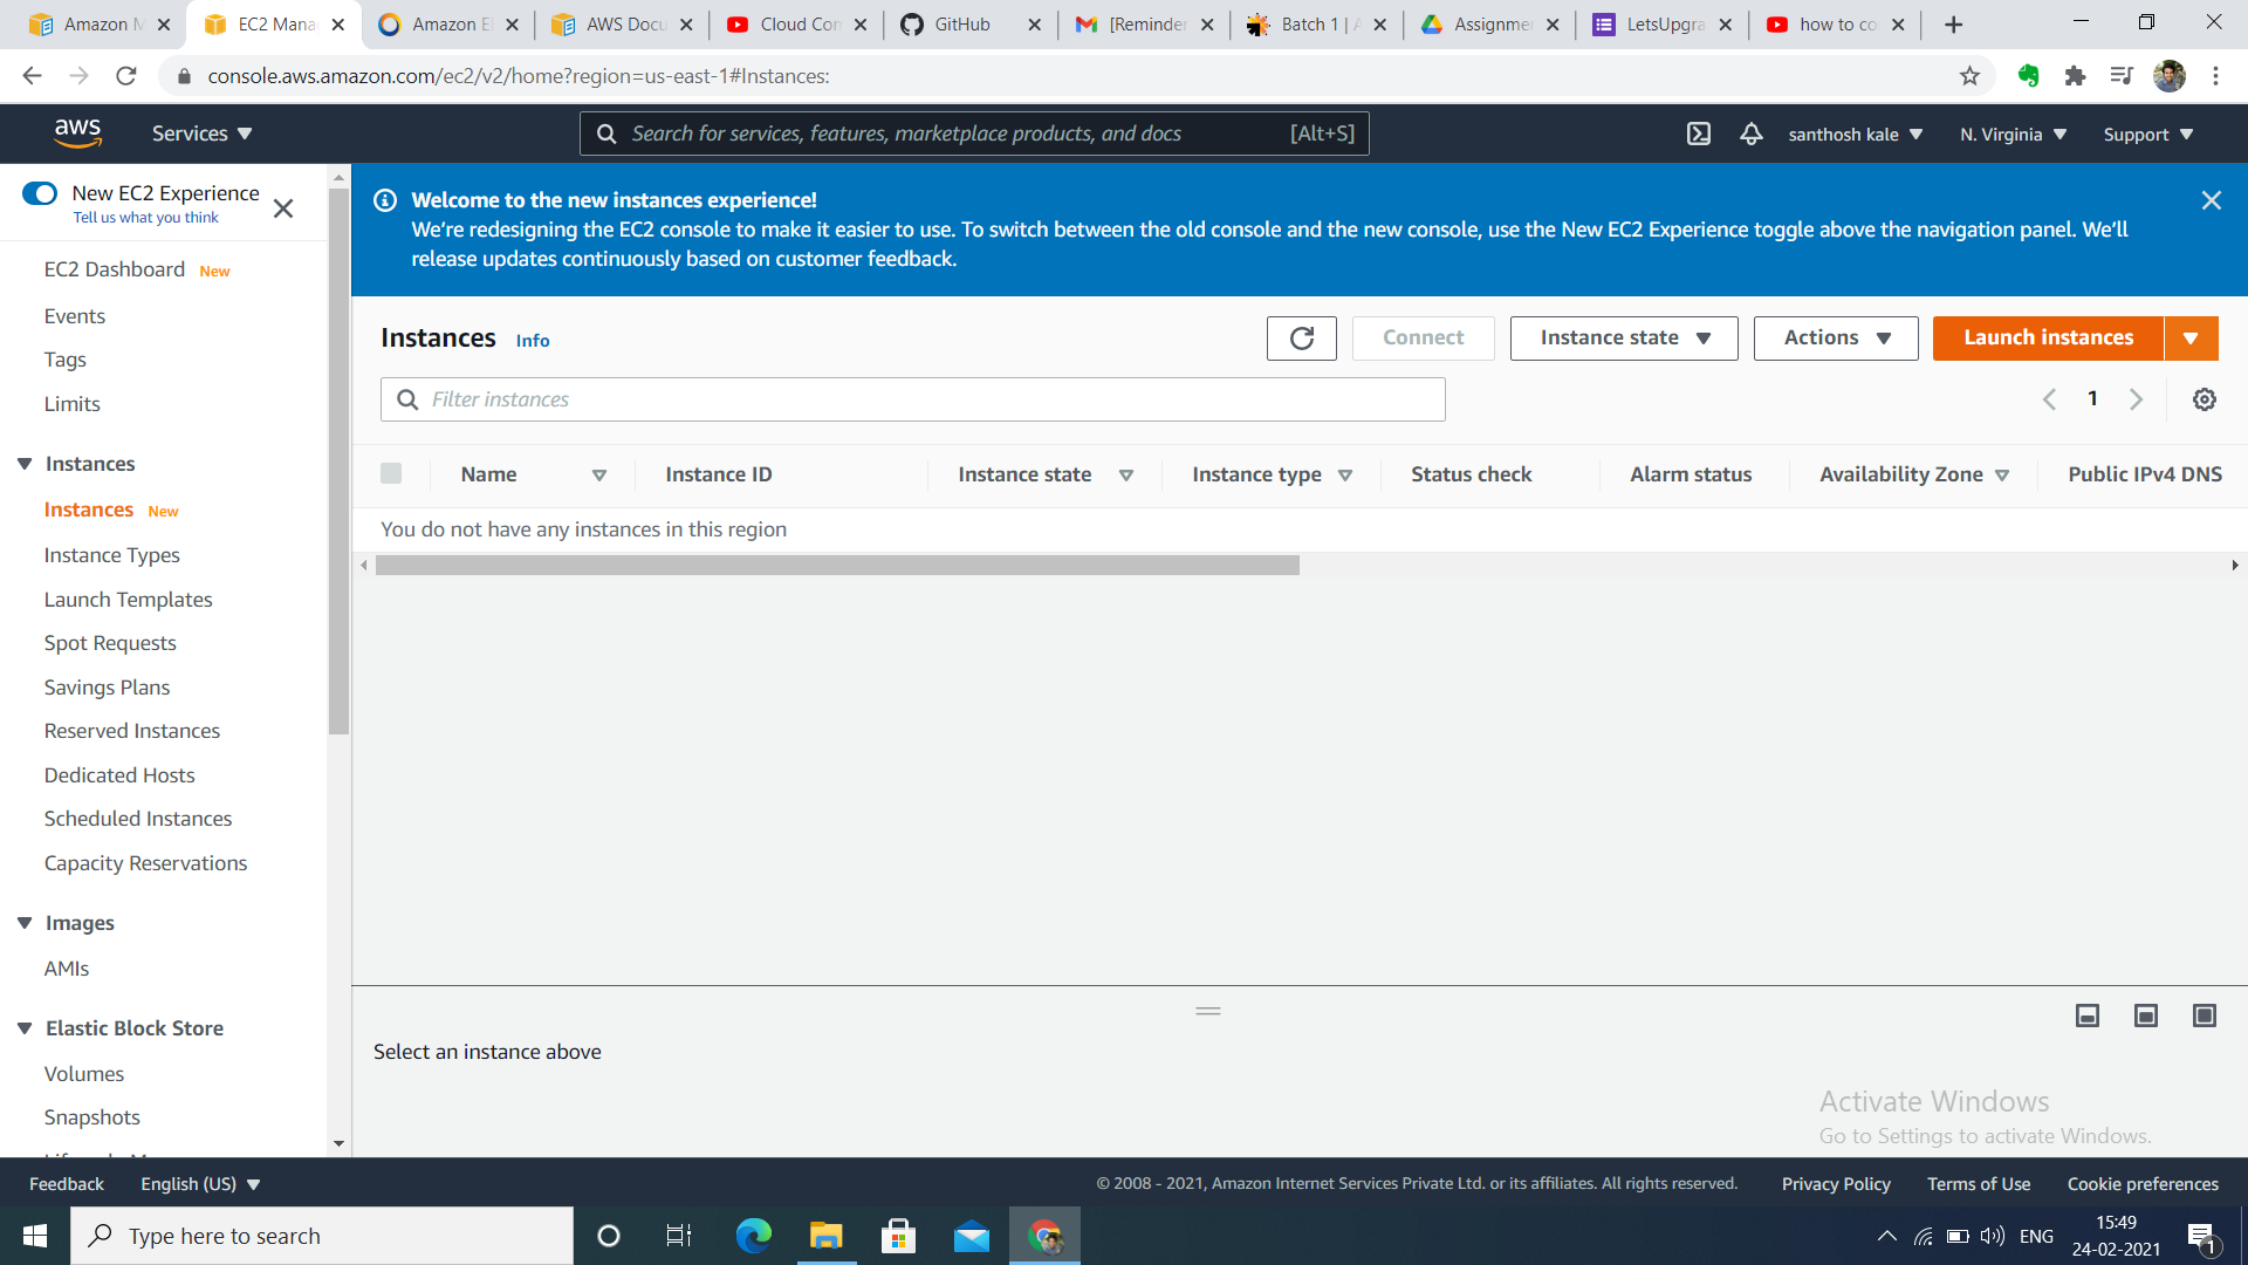 Amazon M
EC2 Mana
Amazon E
AWS Docu
Cloud Con
GitHub
[Reminder
Batch 1 | A
Assignmen
LetsUpgra
how to co
console.aws.amazon.com/ec2/v2/home?region=us-east-1#Instances:
aws
Services
Search for services, features, marketplace products, and docs [Alt+S]
santhosh kale
N. Virginia
Support
New EC2 Experience
Tell us what you think
EC2 Dashboard New
Events
Tags
Limits
Instances
Instances New
Instance Types
Launch Templates
Spot Requests
Savings Plans
Reserved Instances
Dedicated Hosts
Scheduled Instances
Capacity Reservations
Images
AMIs
Elastic Block Store
Volumes
Snapshots
Welcome to the new instances experience!
We're redesigning the EC2 console to make it easier to use. To switch between the old console and the new console, use the New EC2 Experience toggle above the navigation panel. We'll
release updates continuously based on customer feedback.
Instances Info
Connect
Instance state
Actions
Launch instances
Filter instances
1
Name
Instance ID
Instance state
Instance type
Status check
Alarm status
Availability Zone
Public IPv4 DNS
You do not have any instances in this region
Select an instance above
Activate Windows
Go to Settings to activate Windows.
Feedback
English (US)
© 2008 - 2021, Amazon Internet Services Private Ltd. or its affiliates. All rights reserved.
Privacy Policy
Terms of Use
Cookie preferences
Type here to search
ENG
15:49
24-02-2021
1